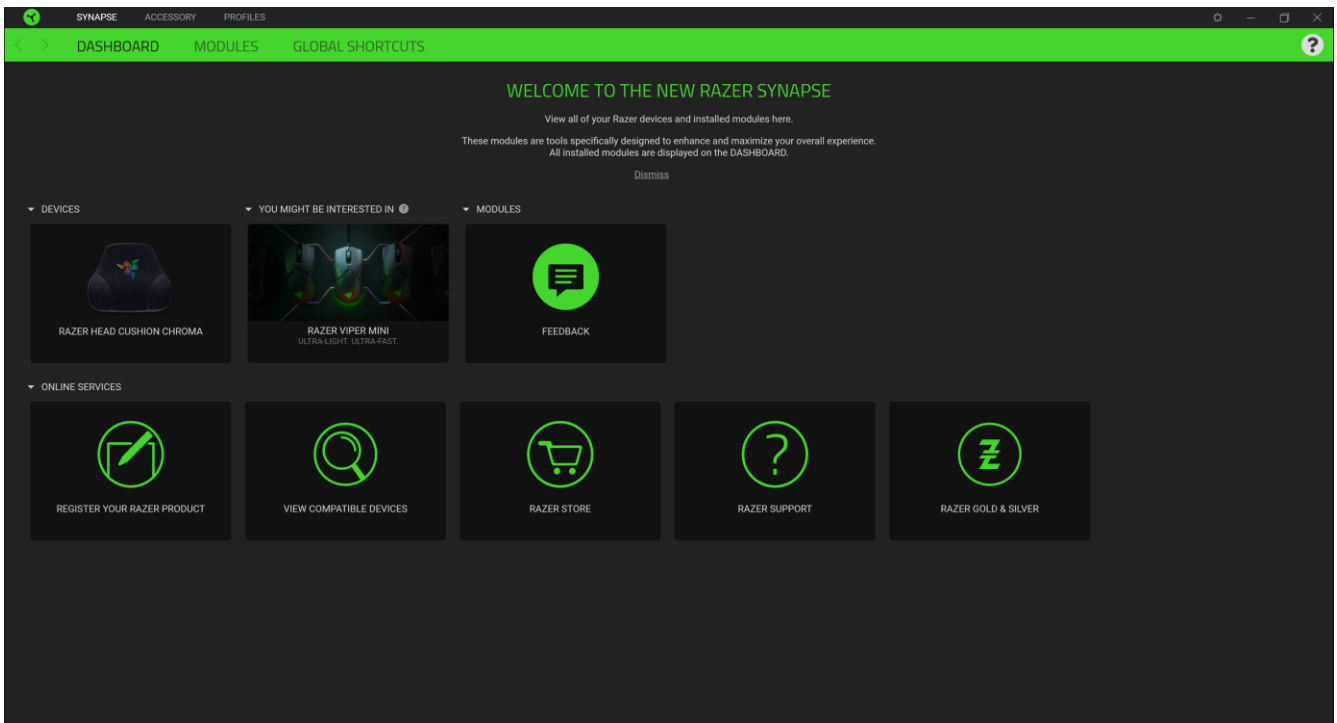 SYNAPSE ACCESSORY PROFILES
DASHBOARD MODULES GLOBAL SHORTCUTS
WELCOME TO THE NEW RAZER SYNAPSE
View all of your Razer devices and installed modules here.
These modules are tools specifically designed to enhance and maximize your overall experience.
All installed modules are displayed on the DASHBOARD.
Dismiss
DEVICES
YOU MIGHT BE INTERESTED IN
MODULES
RAZER HEAD CUSHION CHROMA
RAZER VIPER MINI
ULTRA-LIGHT. ULTRA-FAST.
FEEDBACK
ONLINE SERVICES
REGISTER YOUR RAZER PRODUCT
VIEW COMPATIBLE DEVICES
RAZER STORE
RAZER SUPPORT
RAZER GOLD & SILVER